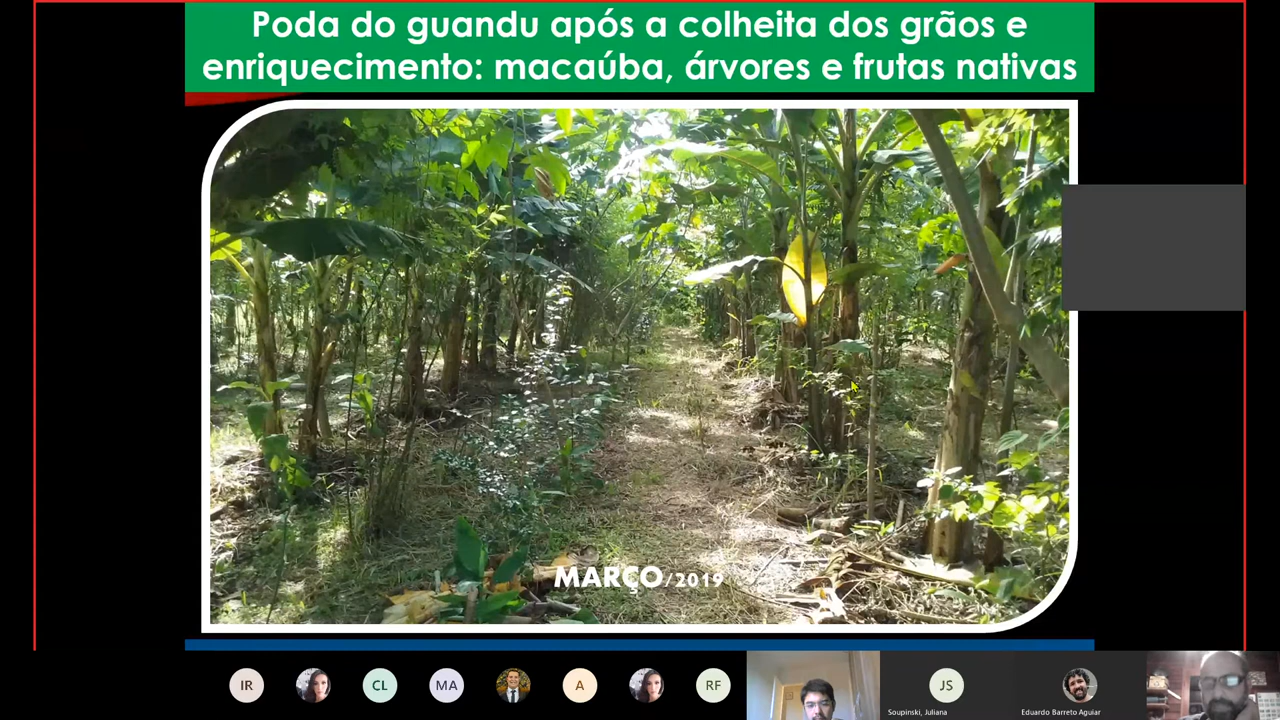 Poda do guandu após a colheita dos grãos e
enriquecimento: macaúba, árvores e frutas nativas
MARÇO/2019
IR
CL
MA
A
RF
JS
Soupinski, Juliana
Eduardo Barreto Aguiar